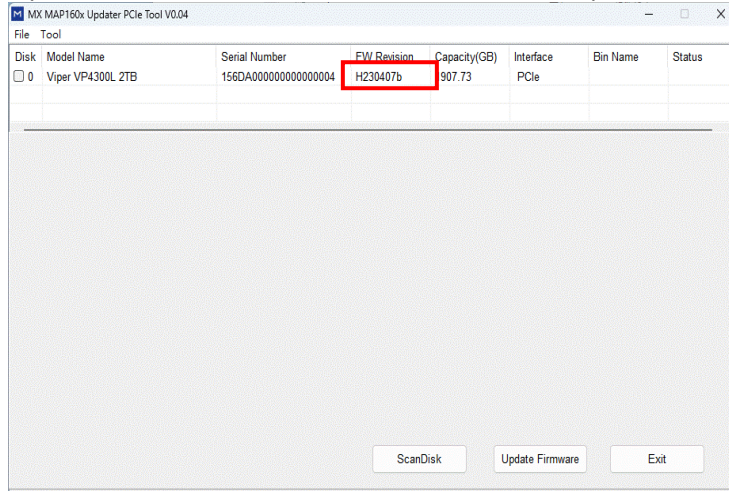 MX MAP160x Updater PCIe Tool V0.04
File Tool
Disk Model Name Serial Number FW Revision Capacity(GB) Interface Bin Name Status
0 Viper VP4300L 2TB 156DA000000000000004 H230407b 907.73 PCIe
ScanDisk Update Firmware Exit